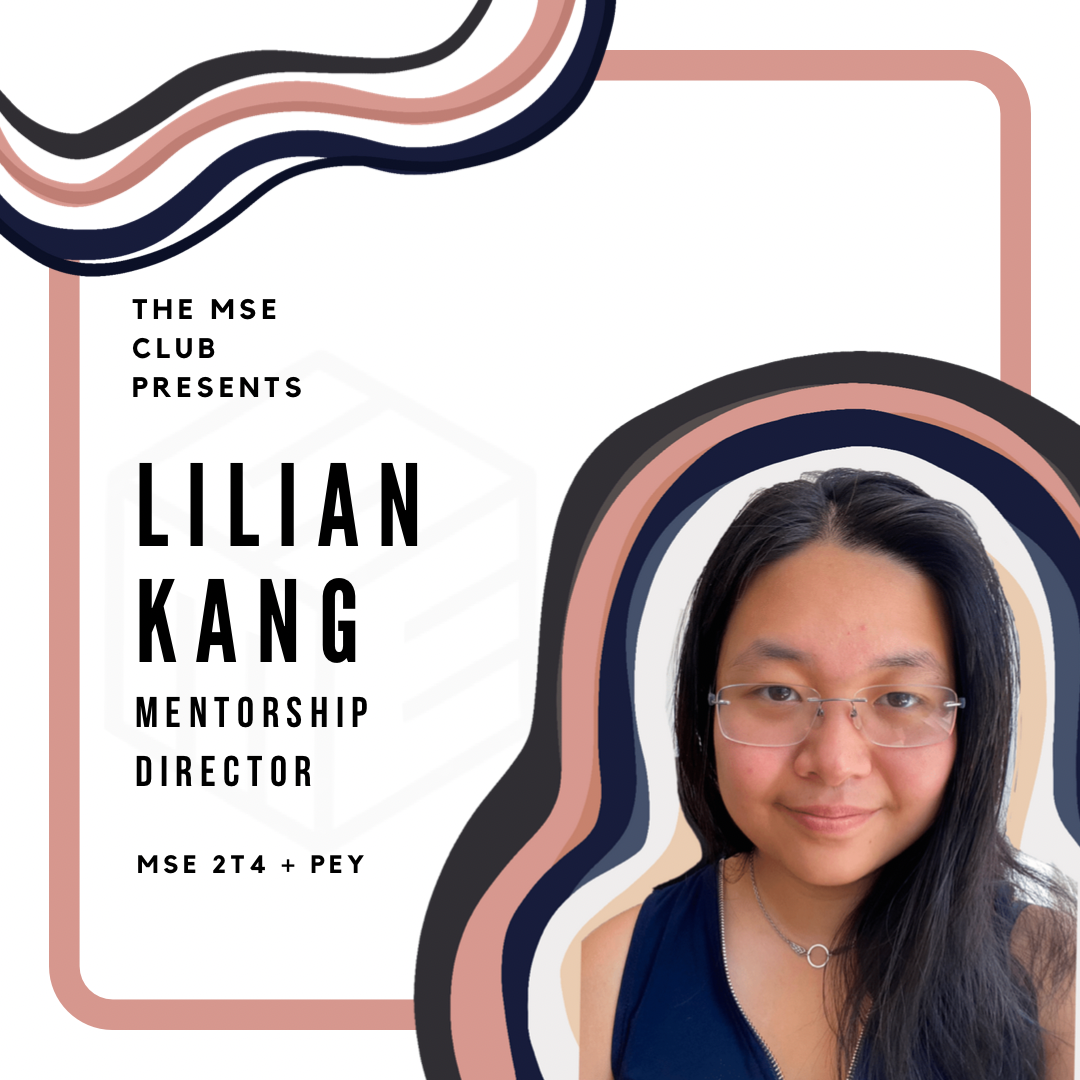 THE MSE
CLUB
PRESENTS
LILIAN
KANG
MENTORSHIP
DIRECTOR
MSE 2T4 + PEY